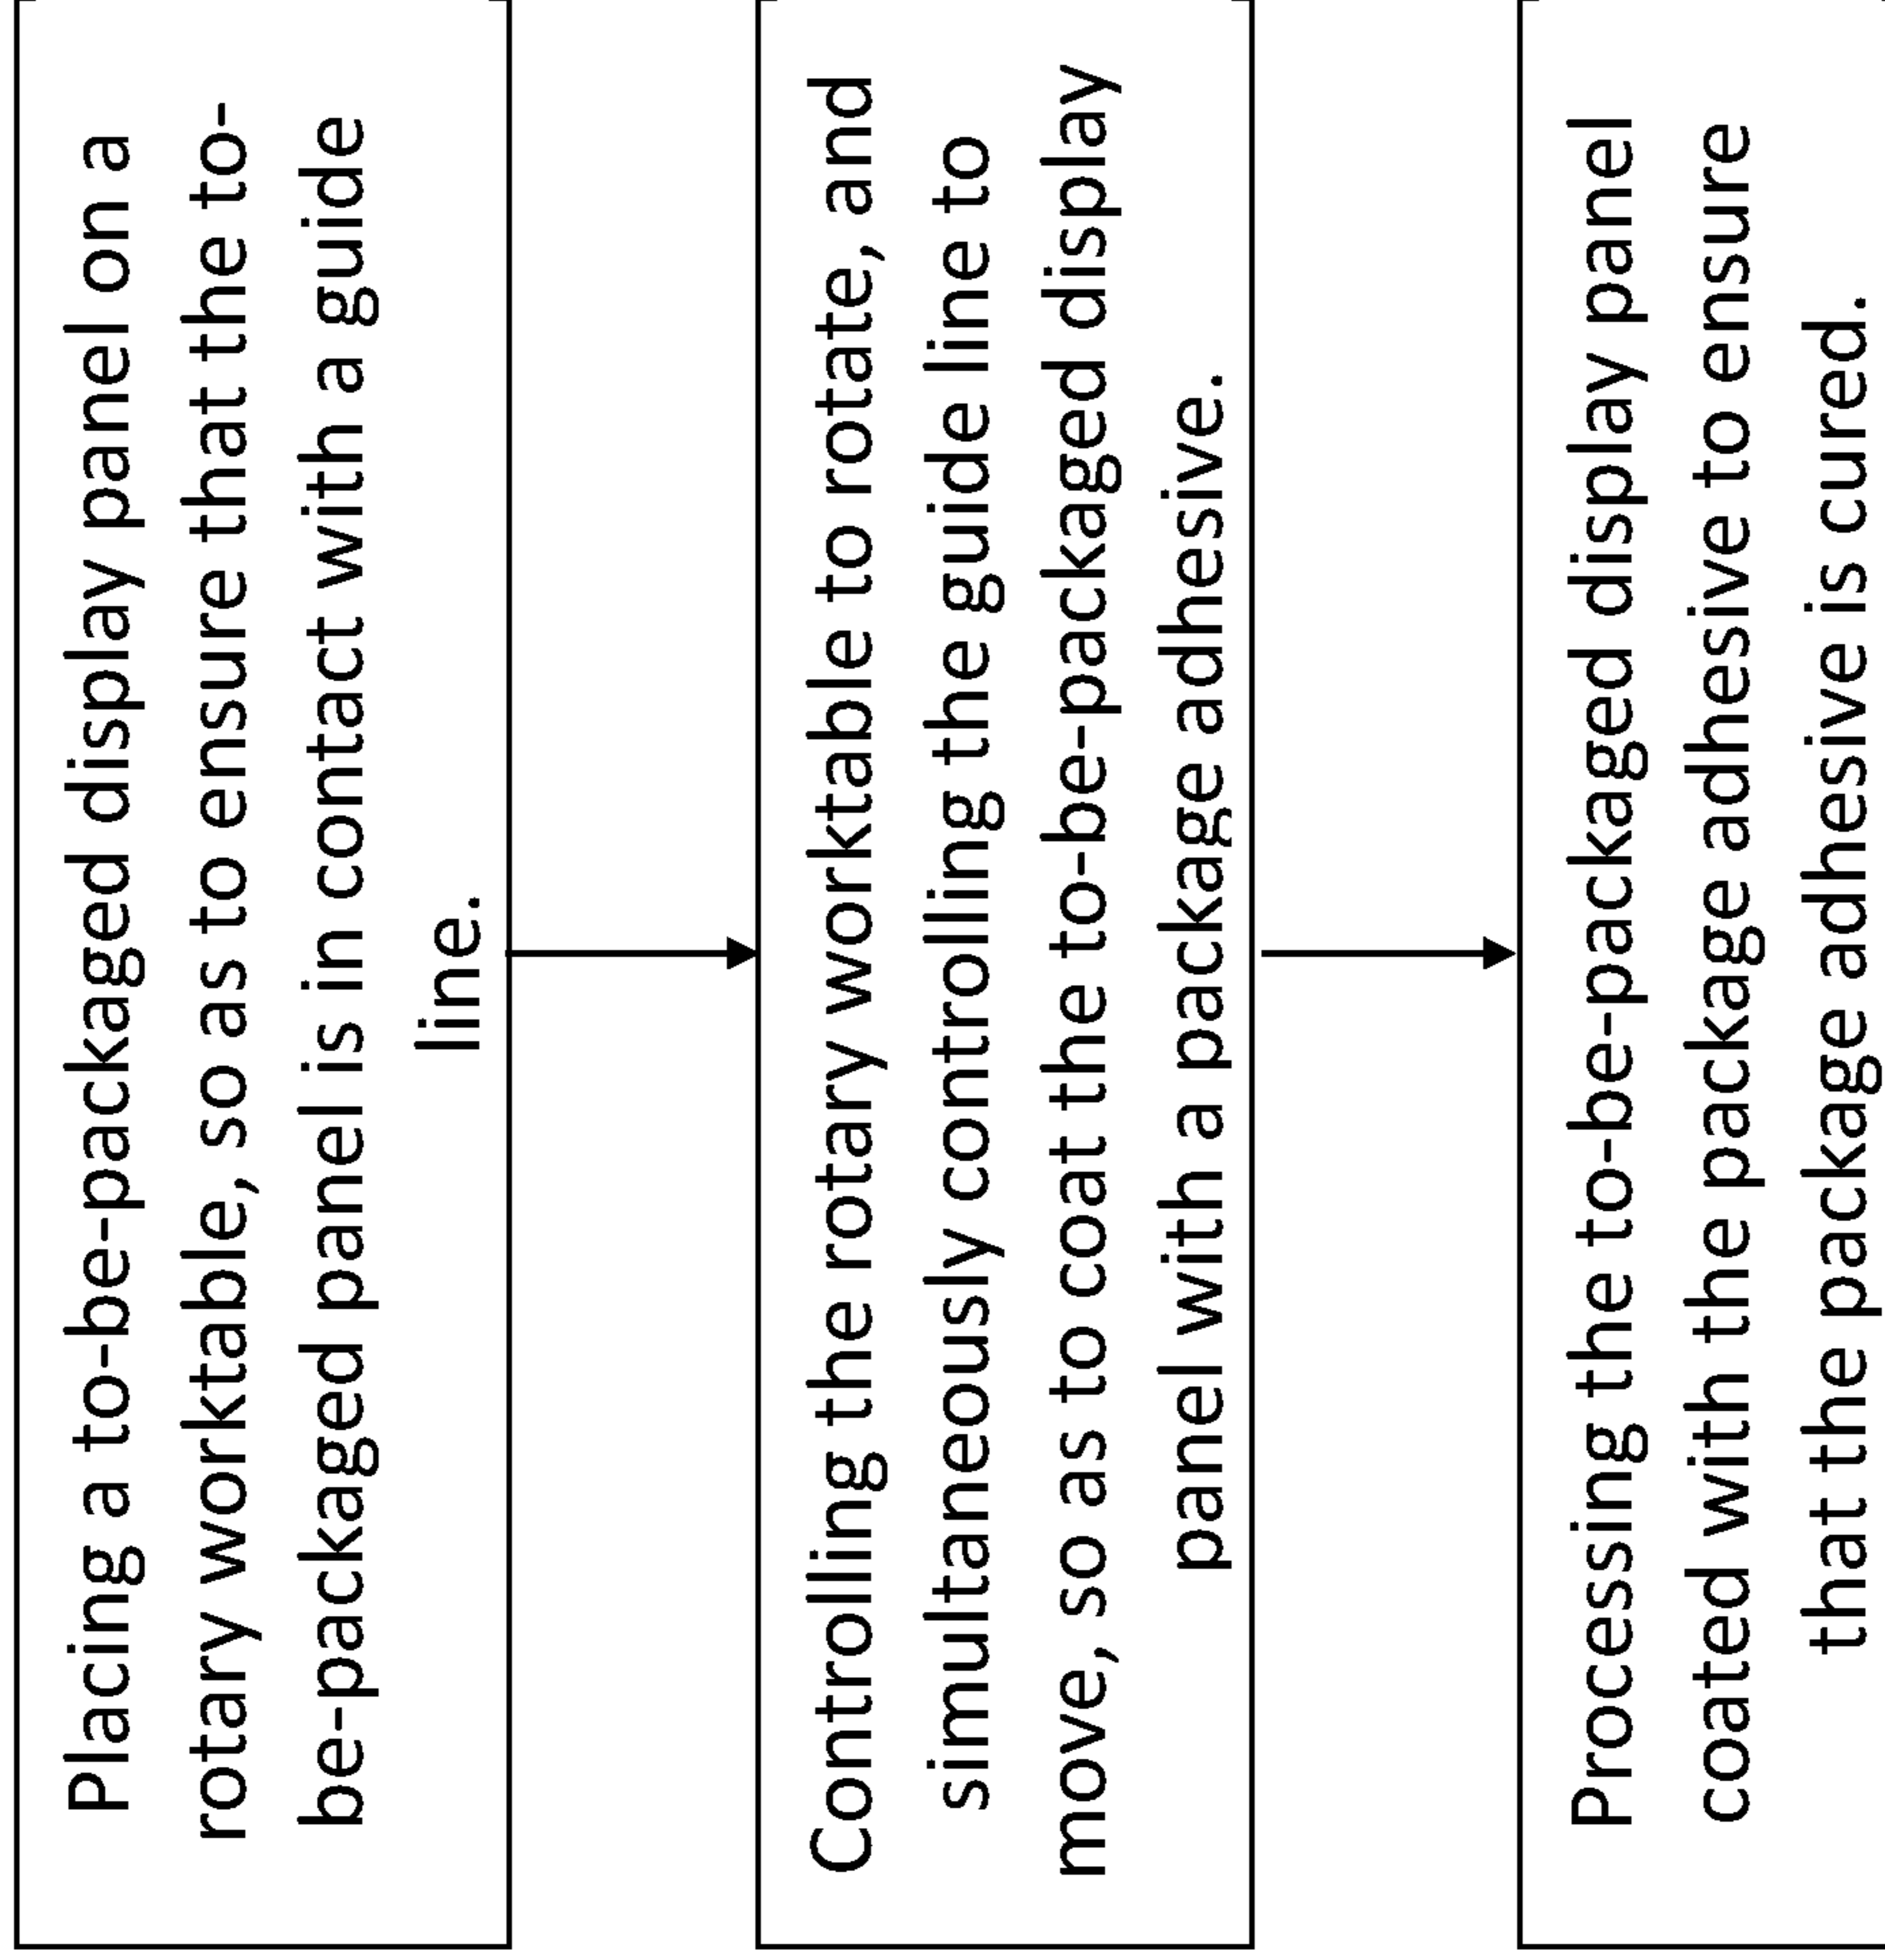 Placing a to-be-packaged display panel on a
rotary worktable, so as to ensure that the to-
be-packaged panel is in contact with a guide
line.
Controlling the rotary worktable to rotate, and
simultaneously controlling the guide line to
move, so as to coat the to-be-packaged display
panel with a package adhesive.
Processing the to-be-packaged display panel
coated with the package adhesive to ensure
that the package adhesive is cured.